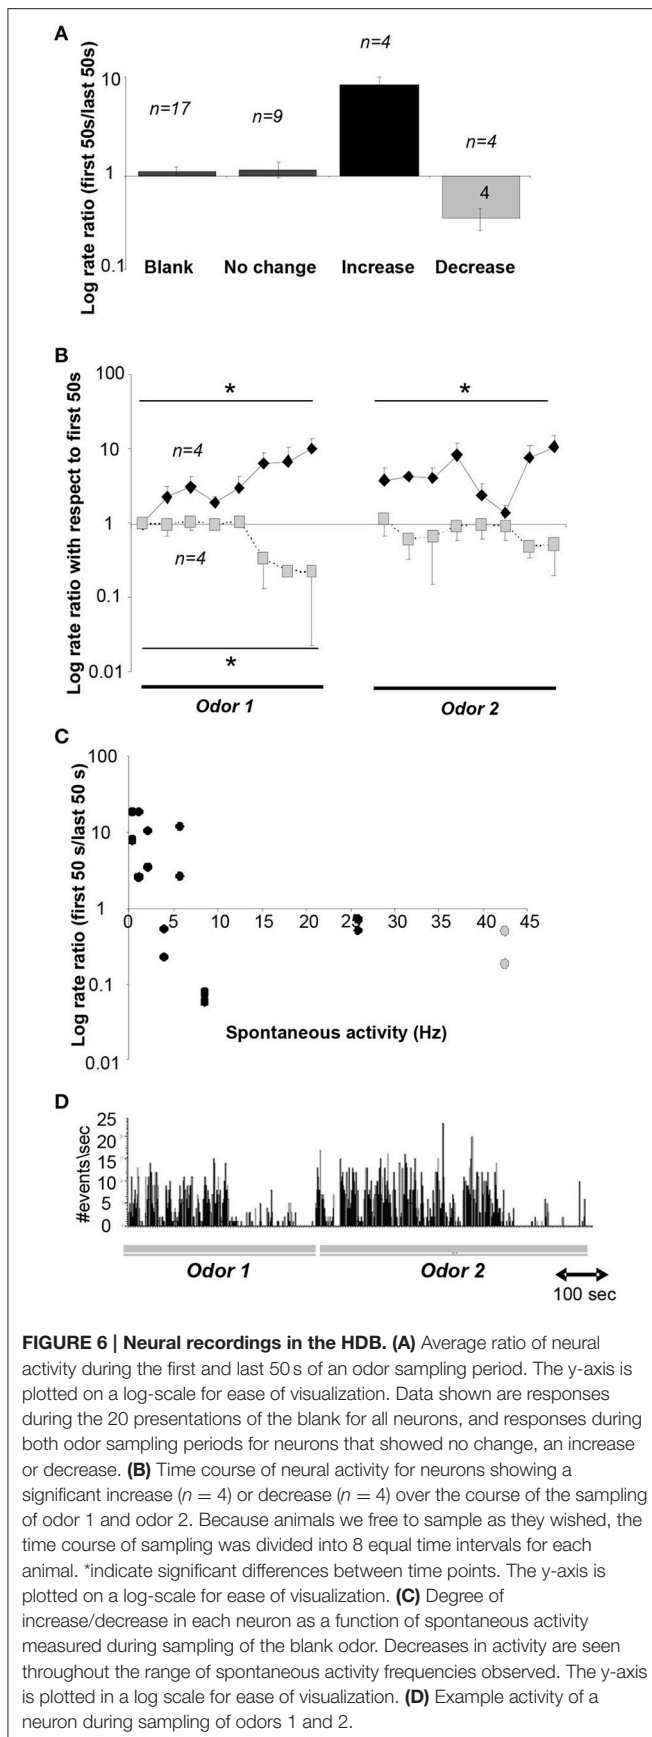 A
n=4
Log rate ratio (first 50s/last 50s)
10
n=17
n=9
n=4
1
4
0.1
Blank No change Increase Decrease
B
Log rate ratio with respect to first 50s
100
*
*
10
n=4
1
n=4
0.1
*
0.01
Odor 1
Odor 2
C
Log rate ratio (first 50 s/last 50 s)
100
10
1
0 5 10 15 20 25 30 35 40 45
0.1
Spontaneous activity (Hz)
0.01
D
#events\sec
25
20
15
10
5
0
Odor 1
Odor 2
100 sec
FIGURE 6 | Neural recordings in the HDB. (A) Average ratio of neural
activity during the first and last 50 s of an odor sampling period. The y-axis is
plotted on a log-scale for ease of visualization. Data shown are responses
during the 20 presentations of the blank for all neurons, and responses during
both odor sampling periods for neurons that showed no change, an increase
or decrease. (B) Time course of neural activity for neurons showing a
significant increase (n = 4) or decrease (n = 4) over the course of the sampling
of odor 1 and odor 2. Because animals we free to sample as they wished, the
time course of sampling was divided into 8 equal time intervals for each
animal. *indicate significant differences between time points. The y-axis is
plotted on a log-scale for ease of visualization. (C) Degree of
increase/decrease in each neuron as a function of spontaneous activity
measured during sampling of the blank odor. Decreases in activity are seen
throughout the range of spontaneous activity frequencies observed. The y-axis
is plotted in a log scale for ease of visualization. (D) Example activity of a
neuron during sampling of odors 1 and 2.